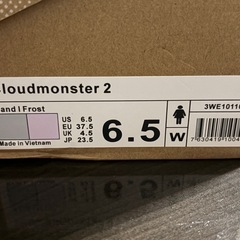 loudmonster 2
and I Frost
US 6.5
EU 37.5
UK 4.5
JP 23.5
6.5
W
Made in Vietnam
3WE1011
7630419100